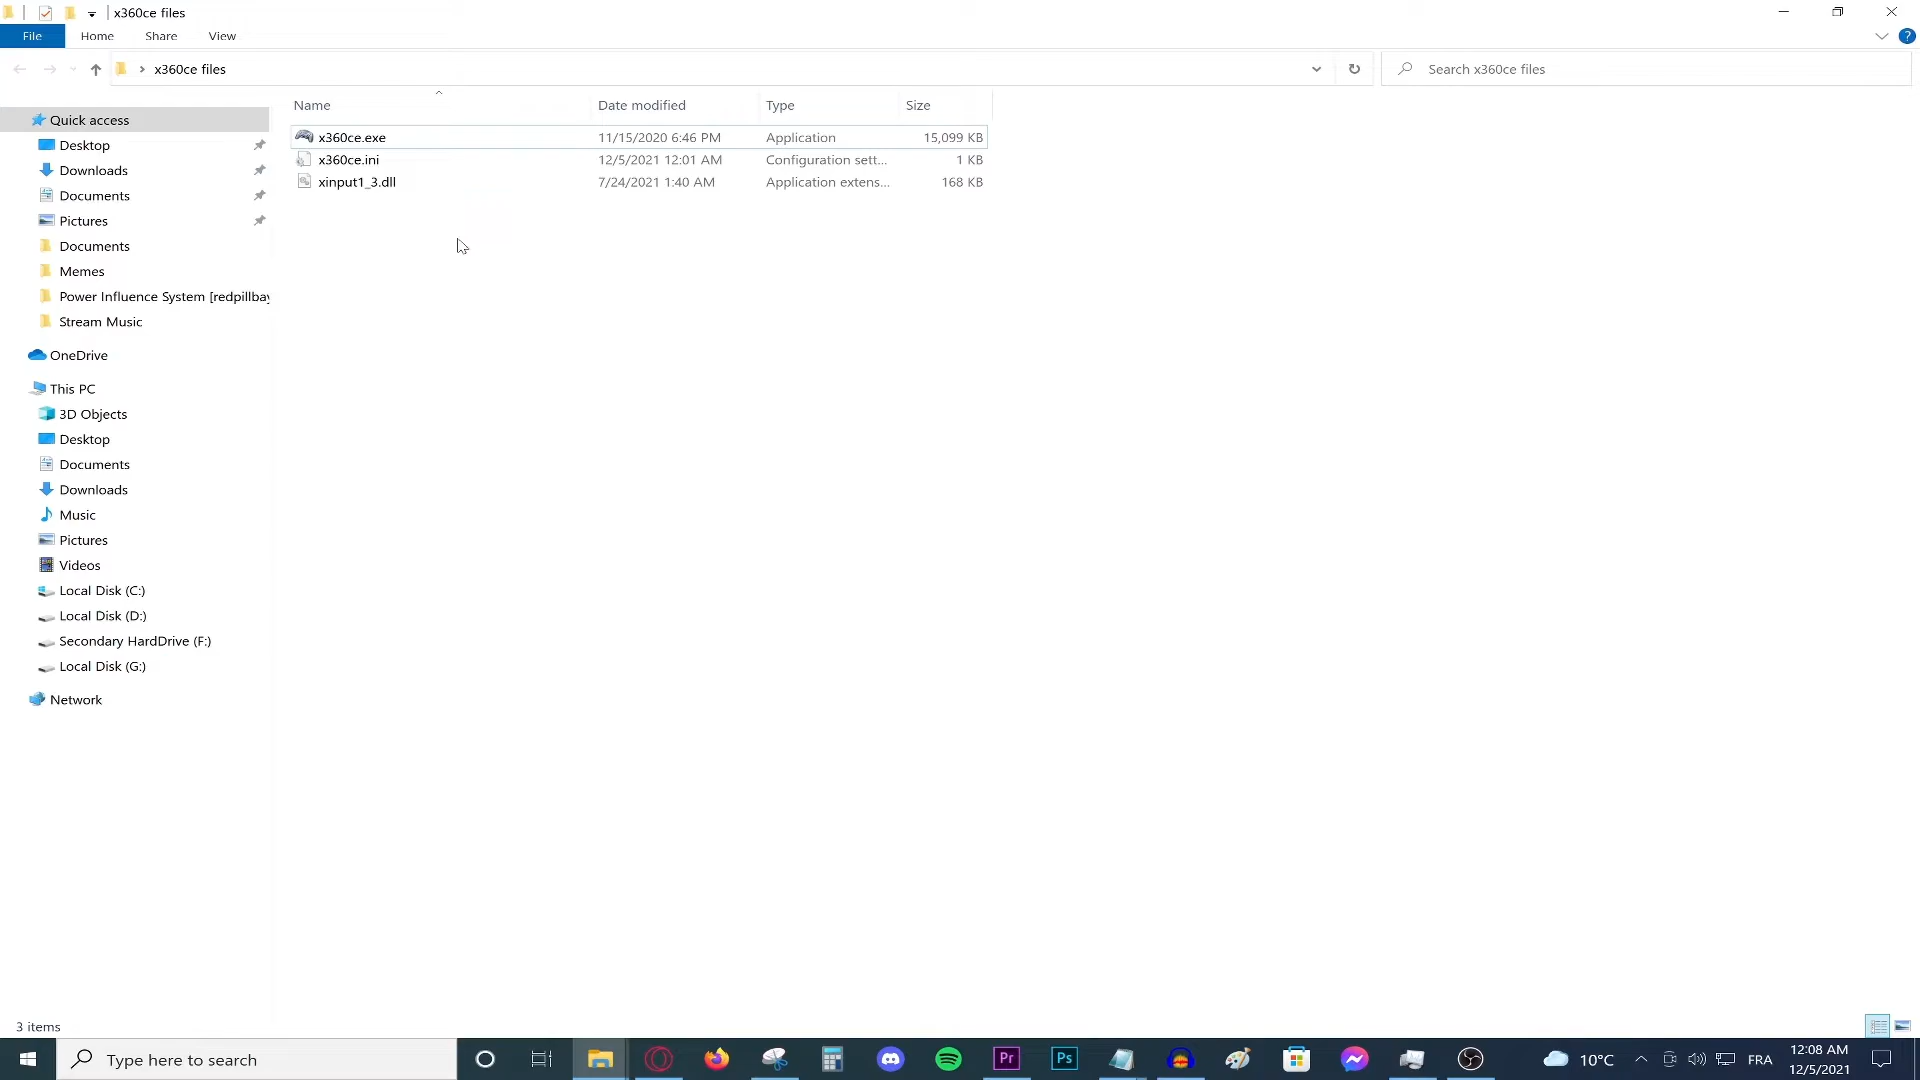 x360ce files
File Home Share View
x360ce files
Search x360ce files
Name Date modified Type Size
x360ce.exe 11/15/2020 6:46 PM Application 15,099 KB
x360ce.ini 12/5/2021 12:01 AM Configuration sett... 1 KB
xinput1_3.dll 7/24/2021 1:40 AM Application extens... 168 KB
Quick access
Desktop
Downloads
Documents
Pictures
Documents
Memes
Power Influence System [redpillbay
Stream Music
OneDrive
This PC
3D Objects
Desktop
Documents
Downloads
Music
Pictures
Videos
Local Disk (C:)
Local Disk (D:)
Secondary HardDrive (F:)
Local Disk (G:)
Network
3 items
Type here to search
Pr
Ps
10°C
FRA
12:08 AM
12/5/2021